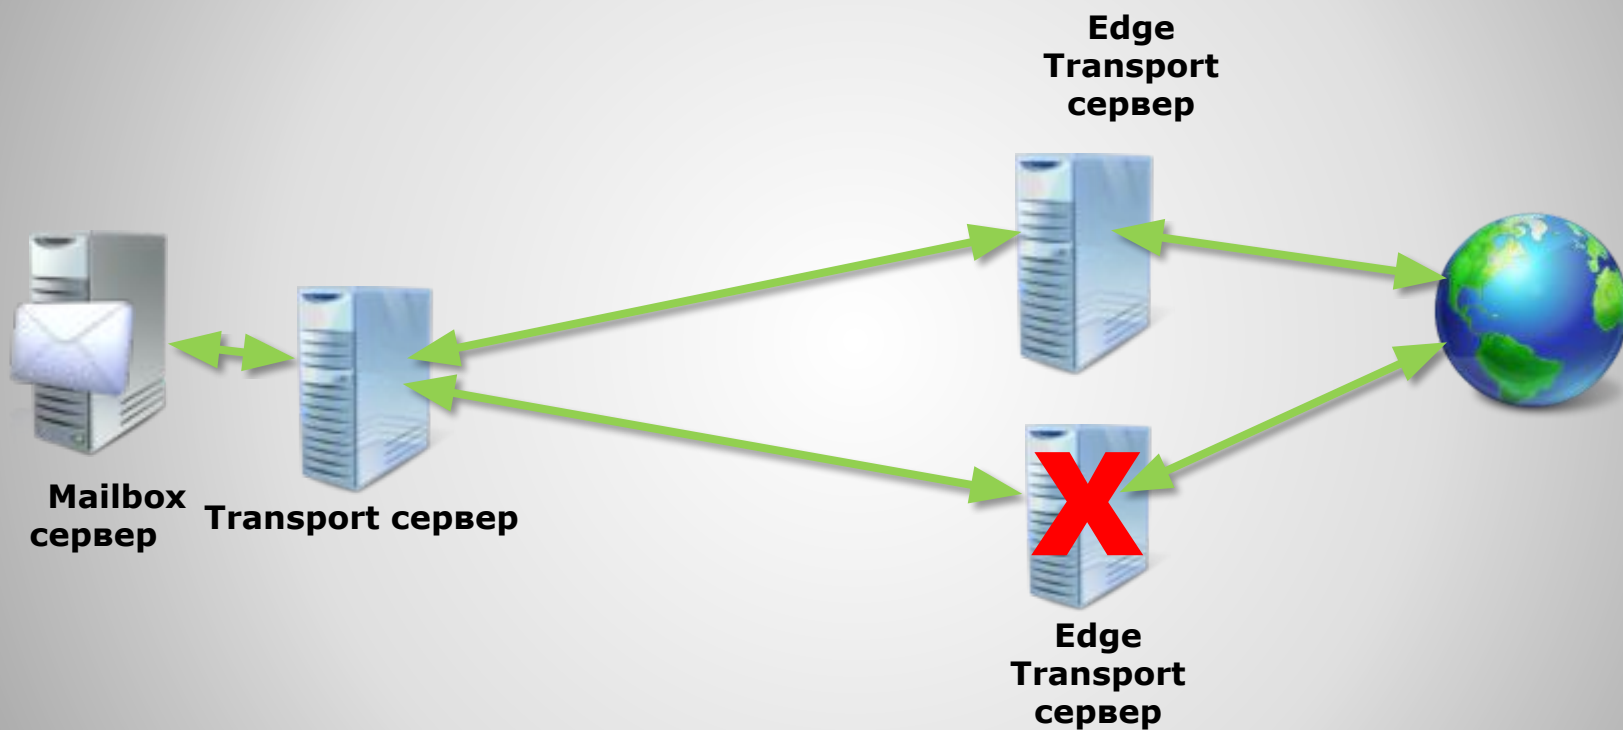 Edge
Transport
сервер
Mailbox
сервер
Transport сервер
X
Edge
Transport
сервер